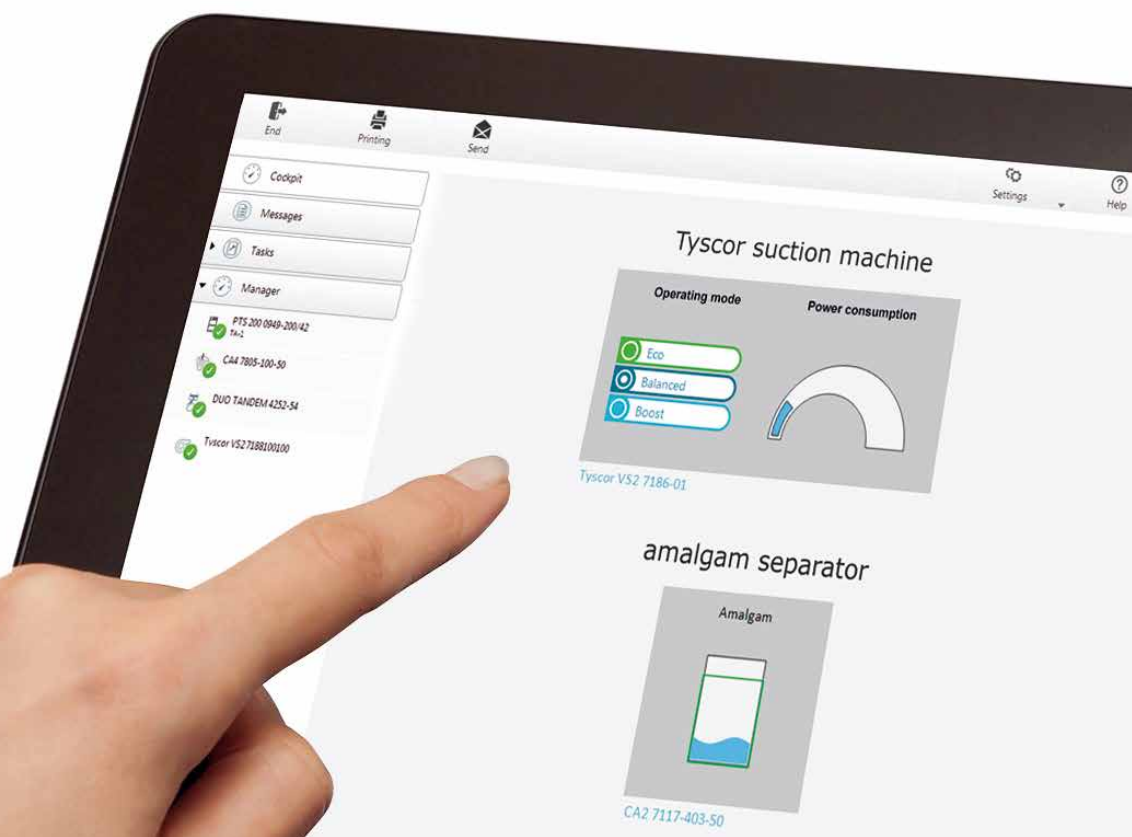 End
Printing
Send
Settings
Help
Cockpit
Messages
Tasks
Manager
PTS 200 0949-200/42
TA-1
CA4 7805-100-50
DUO TANDEM 4252-54
Tyscor VS2 7188100100
Tyscor suction machine
Operating mode
Power consumption
Eco
Balanced
Boost
Tyscor VS2 7186-01
amalgam separator
Amalgam
CA2 7117-403-50